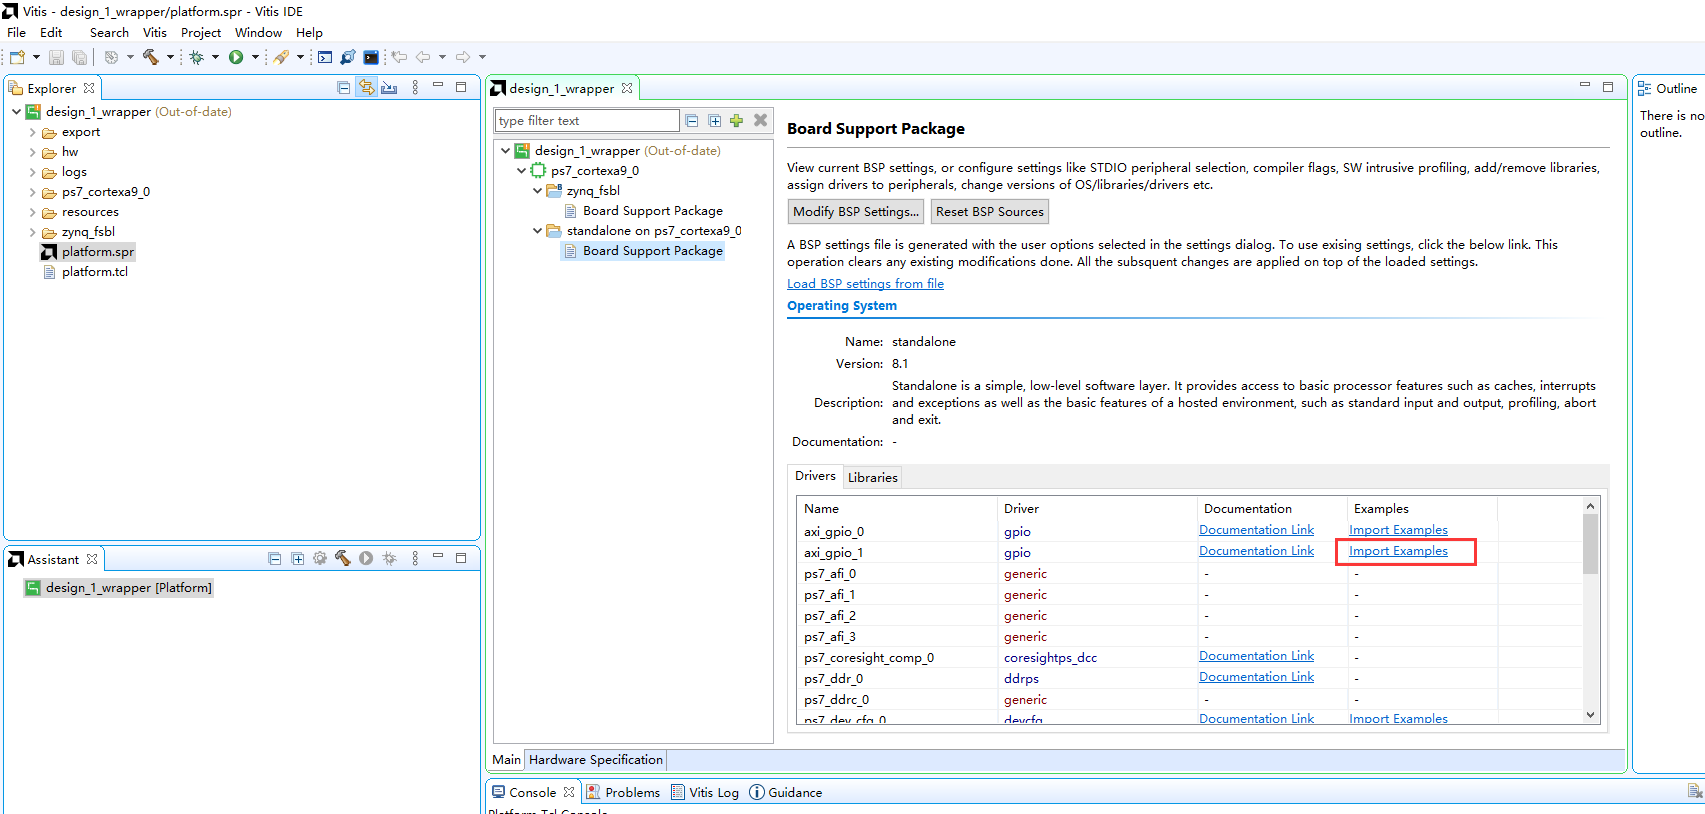 Vitis - design_1_wrapper/platform.spr - Vitis IDE
File Edit Search Vitis Project Window Help
Explorer
design_1_wrapper (Out-of-date)
export
hw
logs
ps7_cortexa9_0
resources
zynq_fsbl
platform.spr
platform.tcl
Assistant
design_1_wrapper [Platform]
design_1_wrapper
type filter text
design_1_wrapper (Out-of-date)
ps7_cortexa9_0
zynq_fsbl
Board Support Package
standalone on ps7_cortexa9_0
Board Support Package
Board Support Package
View current BSP settings, or configure settings like STDIO peripheral selection, compiler flags, SW intrusive profiling, add/remove libraries,
assign drivers to peripherals, change versions of OS/libraries/drivers etc.
Modify BSP Settings... Reset BSP Sources
A BSP settings file is generated with the user options selected in the settings dialog. To use exising settings, click the below link. This
operation clears any existing modifications done. All the subsquent changes are applied on top of the loaded settings.
Load BSP settings from file
Operating System
Name: standalone
Version: 8.1
Description: Standalone is a simple, low-level software layer. It provides access to basic processor features such as caches, interrupts
and exceptions as well as the basic features of a hosted environment, such as standard input and output, profiling, abort
and exit.
Documentation: -
Drivers Libraries
Name Driver Documentation Examples
axi_gpio_0 gpio Documentation Link Import Examples
axi_gpio_1 gpio Documentation Link Import Examples
ps7_afi_0 generic - -
ps7_afi_1 generic - -
ps7_afi_2 generic - -
ps7_afi_3 generic - -
ps7_coresight_comp_0 coresightps_dcc Documentation Link -
ps7_ddr_0 ddrps Documentation Link -
ps7_ddrc_0 generic - -
ps7_dev_cfg_0 devcfg Documentation Link Import Examples
Main Hardware Specification
Console Problems Vitis Log Guidance
Platform Tcl Console
Outline
There is no
outline.